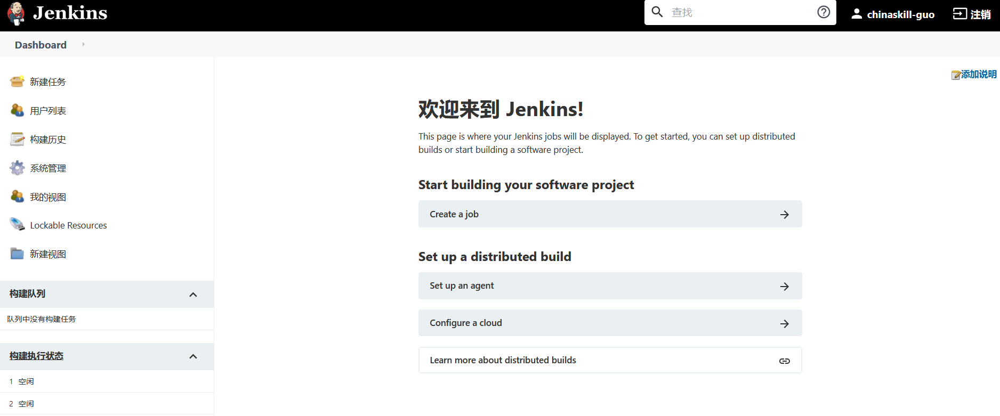 Jenkins
查找
chinaskill-guo
注销
Dashboard
新建任务
用户列表
构建历史
系统管理
我的视图
Lockable Resources
新建视图
构建队列
队列中没有构建任务
构建执行状态
1 空闲
2 空闲
添加说明
欢迎来到 Jenkins!
This page is where your Jenkins jobs will be displayed. To get started, you can set up distributed
builds or start building a software project.
Start building your software project
Create a job
Set up a distributed build
Set up an agent
Configure a cloud
Learn more about distributed builds